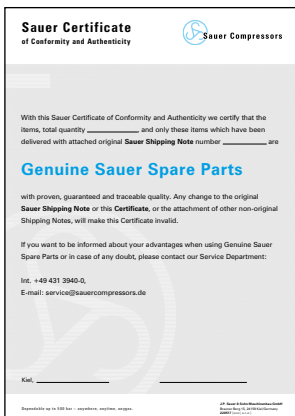 Sauer Certificate
of Conformity and Authenticity
Sauer Compressors
With this Sauer Certificate of Conformity and Authenticity we certify that the
items, total quantity and only these items which have been
delivered with attached original Sauer Shipping Note number are
Genuine Sauer Spare Parts
with proven, guaranteed and traceable quality. Any change to the original
Sauer Shipping Note or this Certificate, or the attachment of other non-original
Shipping Notes, will make this Certificate invalid.
If you want to be informed about your advantages when using Genuine Sauer
Spare Parts or in case of any doubt, please contact our Service Department:
Int. +49 431 3940-0,
E-mail: service@sauercompressors.de
Kiel,
Dependable up to 500 bar – anywhere, anytime, anygas.
J.P. Sauer & Sohn Maschinenbau GmbH